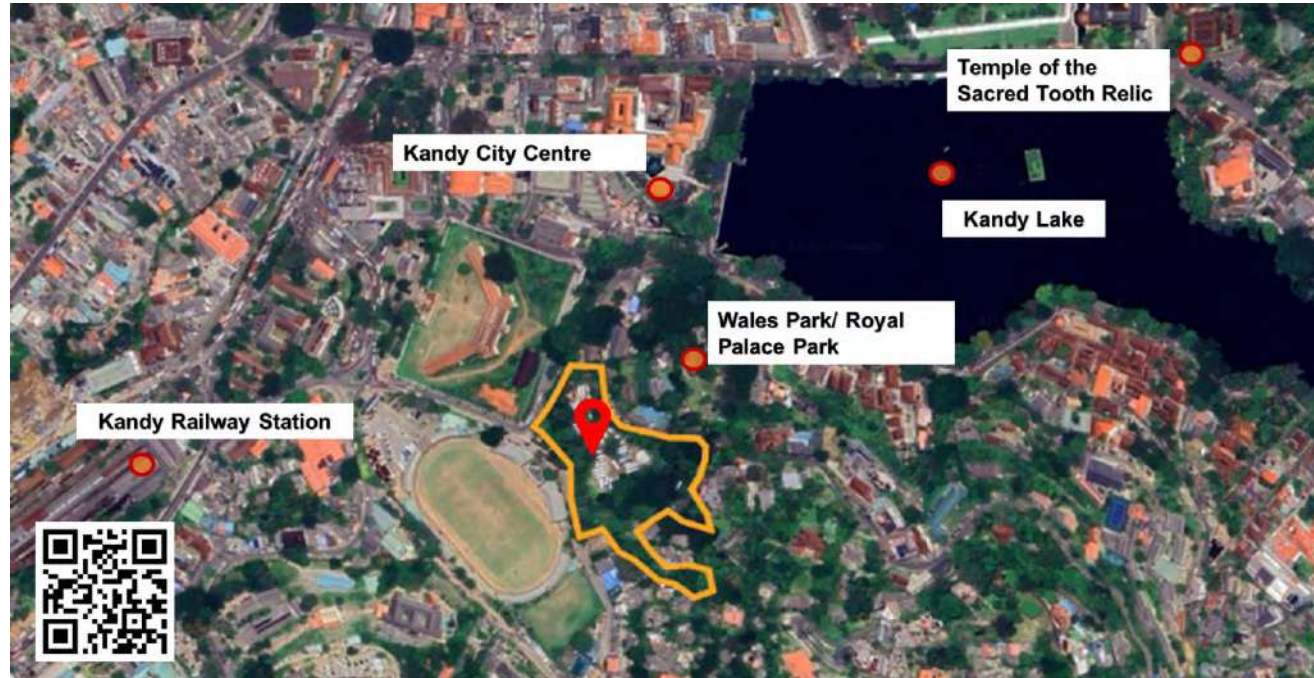 Temple of the
Sacred Tooth Relic
Kandy City Centre
Kandy Lake
Wales Park/ Royal
Palace Park
Kandy Railway Station